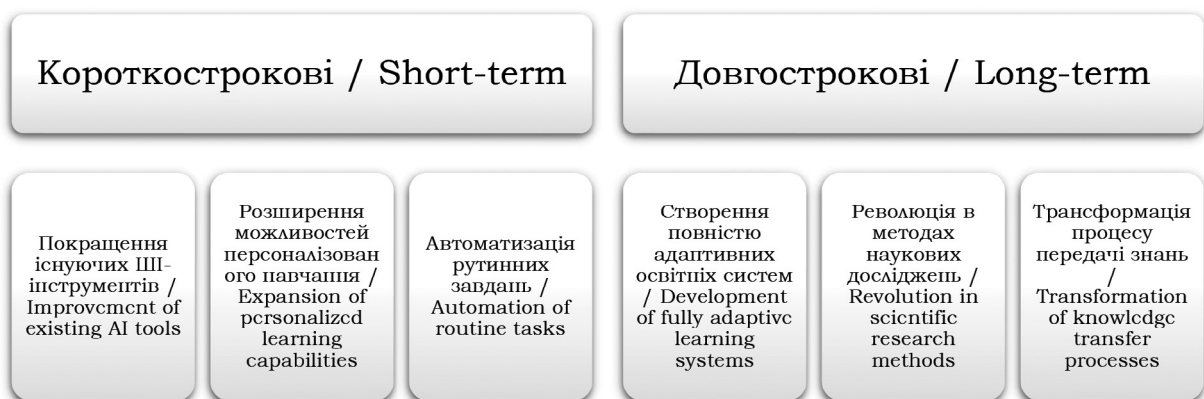 Короткострокові / Short-term
Довгострокові / Long-term
Покращення
існуючих ШІ-
інструментів /
Improvement of
existing AI tools
Розширення
можливостей
персоналізован
ого навчання /
Expansion of
personalized
learning
capabilities
Автоматизація
рутинних
завдань /
Automation of
routine tasks
Створення
повністю
адаптивних
освітніх систем
/ Development
of fully adaptive
learning
systems
Революція в
методах
наукових
досліджень /
Revolution in
scientific
research
methods
Трансформація
процесу
передачі знань
/
Transformation
of knowledge
transfer
processes